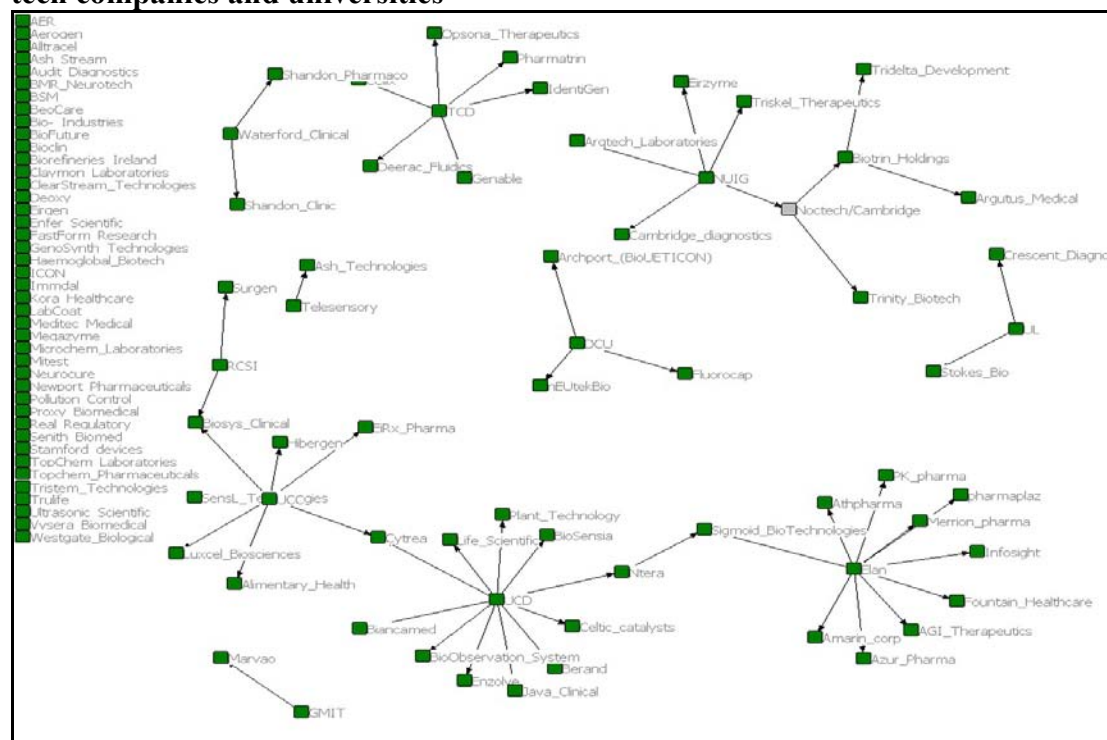 tech companies and universities
AER
Aerogen
Alltracel
Ash Stream
Audit Diagnostics
BMR_Neurotech
BSM
BeoCare
Bio- Industries
BioFuture
Bioclin
Biorefineries Ireland
Claymon Laboratories
ClearStream_Technologies
Deoxy
Eirgen
Enfer Scientific
FastForm Research
GenoSynth Technologies
Haemoglobal_Biotech
ICON
Immdal
Kora Healthcare
LabCoat
Meditec Medical
Megazyme
Microchem_Laboratories
Mitest
Neurocure
Newport Pharmaceuticals
Pollution Control
Proxy Biomedical
Real Regulatory
Senith Biomed
Stamford devices
TopChem Laboratories
Topchem_Pharmaceuticals
Tristem_Technologies
Trulife
Ultrasonic Scientific
Vysera Biomedical
Westgate_Biological
Opsona_Therapeutics
Pharmatrin
IdentiGen
TCD
Deerac_Fluidics
Genable
Shandon_Pharmaco
Waterford_Clinical
Shandon_Clinic
Ash_Technologies
Telesensory
Enzyme
Triskel_Therapeutics
Arqtech_Laboratories
NUIG
Cambridge_diagnostics
Noctech/Cambridge
Tridelta_Development
Biotrin_Holdings
Argutus_Medical
Trinity_Biotech
Archport_(BioUETICON)
DCU
nEUtekBio
Fluorocap
Crescent_Diagno
UL
Stokes_Bio
Surgen
RCSI
Biosys_Clinical
Hibergen
EiRx_Pharma
SensL_Te gies
UCC
Luxcel_Biosciences
Alimentary_Health
Cytrea
Life_Scientific
Plant_Technology
BioSensia
Ntera
UCD
Biancamed
BioObservation_System
Enzolve
Java_Clinical
Berand
Celtic_catalysts
Marvao
GMIT
Sigmoid_BioTechnologies
Athpharma
PK_pharma
pharmaplaz
Merrion_pharma
Infosight
Elan
Fountain_Healthcare
AGI_Therapeutics
Amarin_corp
Azur_Pharma